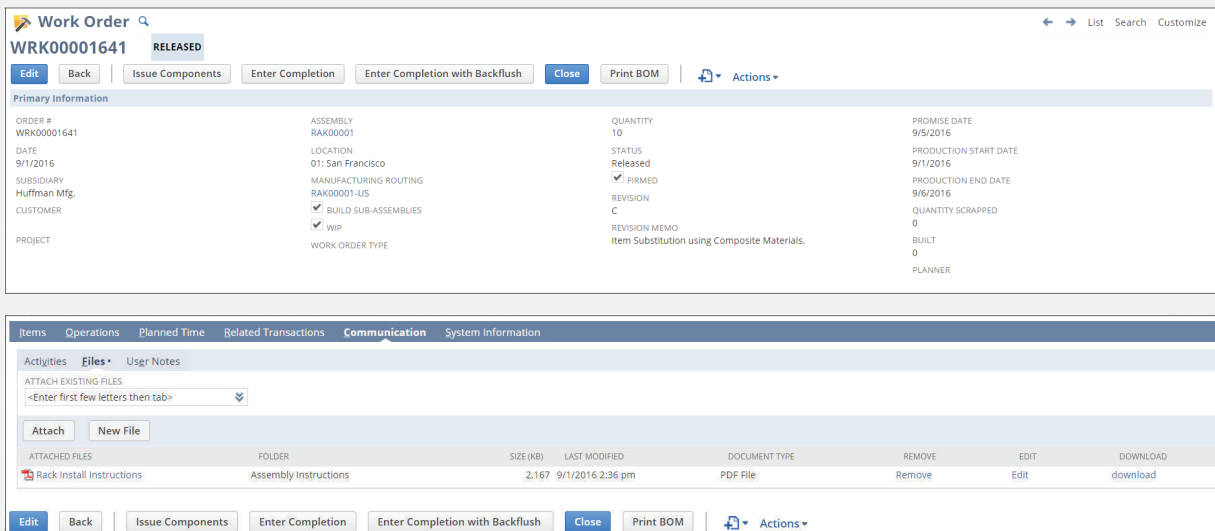 Work Order
List Search Customize
WRK00001641 RELEASED
Edit Back Issue Components Enter Completion Enter Completion with Backflush Close Print BOM Actions
Primary Information
ORDER #
WRK00001641
DATE
9/1/2016
SUBSIDIARY
Huffman Mfg.
CUSTOMER
PROJECT
ASSEMBLY
RAK00001
LOCATION
01: San Francisco
MANUFACTURING ROUTING
RAK00001-US
BUILD SUB-ASSEMBLIES
WIP
WORK ORDER TYPE
QUANTITY
10
STATUS
Released
FIRMED
REVISION
C
REVISION MEMO
Item Substitution using Composite Materials.
PROMISE DATE
9/5/2016
PRODUCTION START DATE
9/1/2016
PRODUCTION END DATE
9/6/2016
QUANTITY SCRAPPED
0
BUILT
0
PLANNER
Items Operations Planned Time Related Transactions Communication System Information
Activities Files • User Notes
ATTACH EXISTING FILES
<Enter first few letters then tab>
Attach New File
ATTACHED FILES FOLDER SIZE (KB) LAST MODIFIED DOCUMENT TYPE REMOVE EDIT DOWNLOAD
Rack Install Instructions Assembly Instructions 2,167 9/1/2016 2:36 pm PDF File Remove Edit download
Edit Back Issue Components Enter Completion Enter Completion with Backflush Close Print BOM Actions